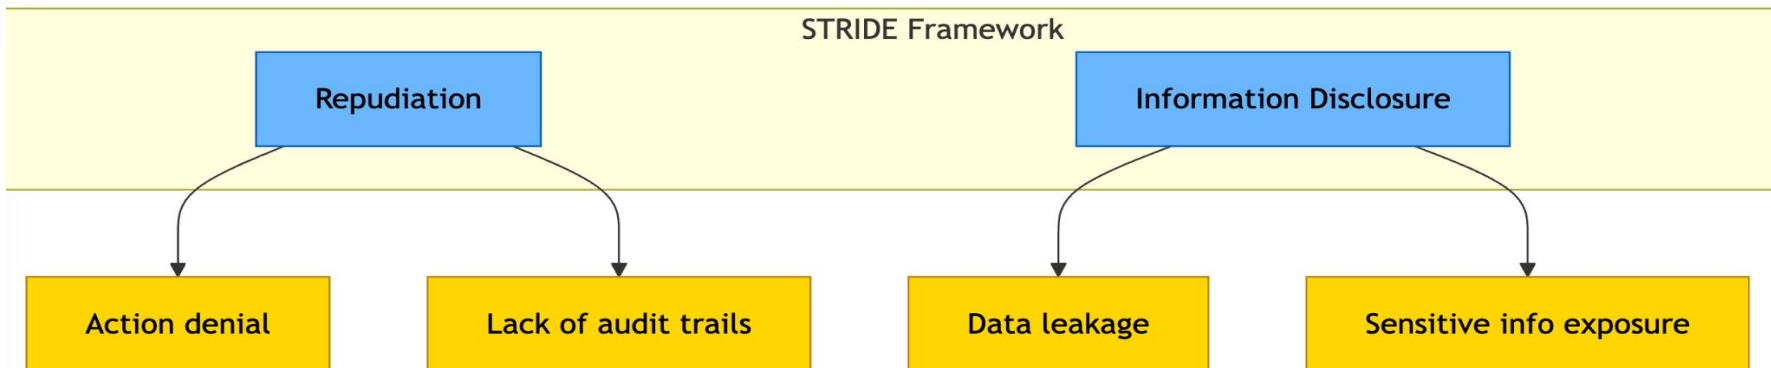 STRIDE Framework
Repudiation
Information Disclosure
Action denial
Lack of audit trails
Data leakage
Sensitive info exposure